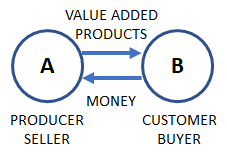 VALUE ADDED
PRODUCTS
A
B
MONEY
PRODUCER
SELLER
CUSTOMER
BUYER